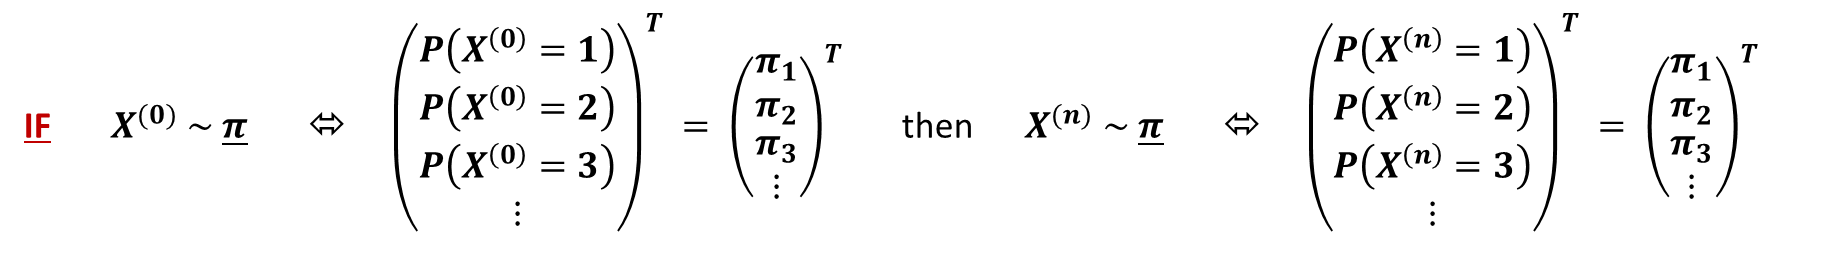 IF X^(0) ~ π ⇔ (P(X^(0) = 1) P(X^(0) = 2) P(X^(0) = 3) ⋮)^T = (π_1 π_2 π_3 ⋮)^T then X^(n) ~ π ⇔ (P(X^(n) = 1) P(X^(n) = 2) P(X^(n) = 3) ⋮)^T = (π_1 π_2 π_3 ⋮)^T